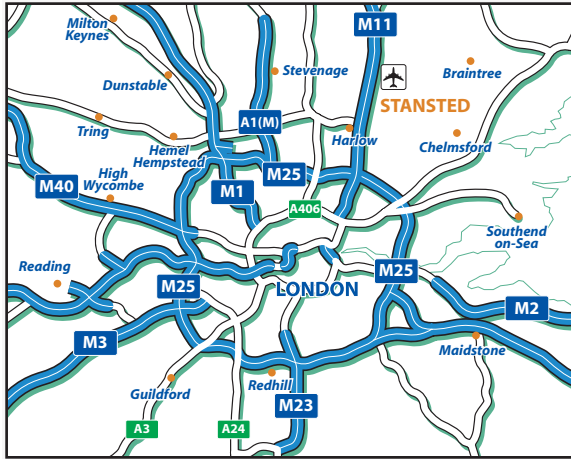 Milton
Keynes
M11
Dunstable
Stevenage
Braintree
STANSTED
Tring
A1(M)
Hemel
Hempstead
Harlow
Chelmsford
High
Wycombe
M40
M1
M25
A406
Southend
on-Sea
Reading
M25
LONDON
M25
M2
M3
Maidstone
Guildford
Redhill
M23
A3
A24